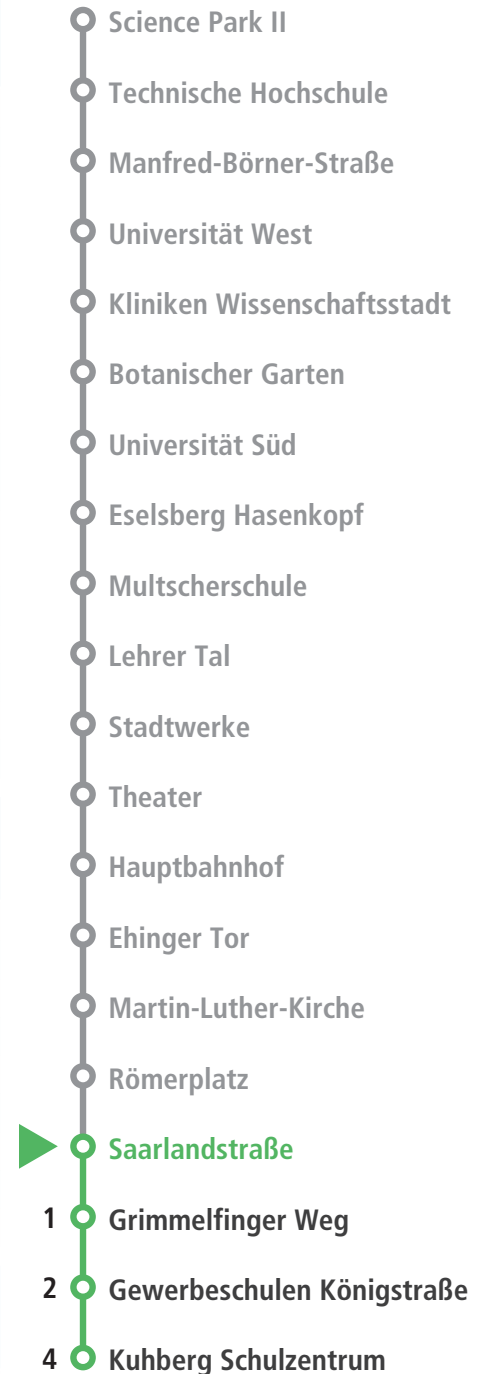 Science Park II
Technische Hochschule
Manfred-Börner-Straße
Universität West
Kliniken Wissenschaftsstadt
Botanischer Garten
Universität Süd
Eselsberg Hasenkopf
Multscherschule
Lehrer Tal
Stadtwerke
Theater
Hauptbahnhof
Ehinger Tor
Martin-Luther-Kirche
Römerplatz
Saarlandstraße
1 Grimmelfinger Weg
2 Gewerbeschulen Königstraße
4 Kuhberg Schulzentrum